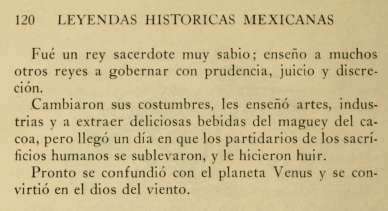 120 LEYENDAS HISTORICAS MEXICANAS
Fué un rey sacerdote muy sabio; enseño a muchos
otros reyes a gobernar con prudencia, juicio y discre-
ción.
Cambiaron sus costumbres, les enseñó artes, indus-
trias y a extraer deliciosas bebidas del maguey del ca-
coa, pero llegó un día en que los partidarios de los sacri-
ficios humanos se sublevaron, y le hicieron huir.
Pronto se confundió con el planeta Venus y se con-
virtió en el dios del viento.